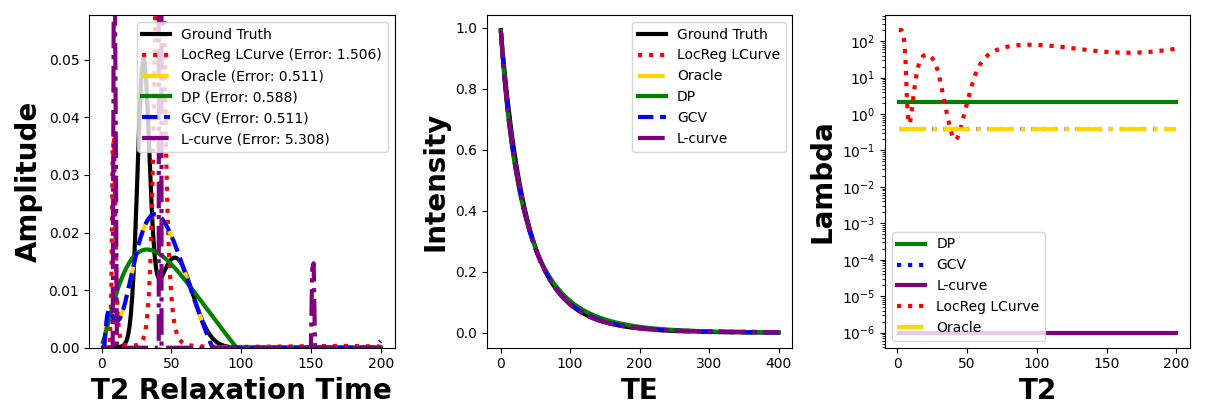 Amplitude
0.05
0.04
0.03
0.02
0.01
0.00
0
50
100
150
200
T2 Relaxation Time
Ground Truth
LocReg LCurve (Error: 1.506)
Oracle (Error: 0.511)
DP (Error: 0.588)
GCV (Error: 0.511)
L-curve (Error: 5.308)
Intensity
1.0
0.8
0.6
0.4
0.2
0.0
0
100
200
300
400
TE
Ground Truth
LocReg LCurve
Oracle
DP
GCV
L-curve
Lambda
10²
10¹
10⁰
10⁻¹
10⁻²
10⁻³
10⁻⁴
10⁻⁵
10⁻⁶
0
50
100
150
200
T2
DP
GCV
L-curve
LocReg LCurve
Oracle